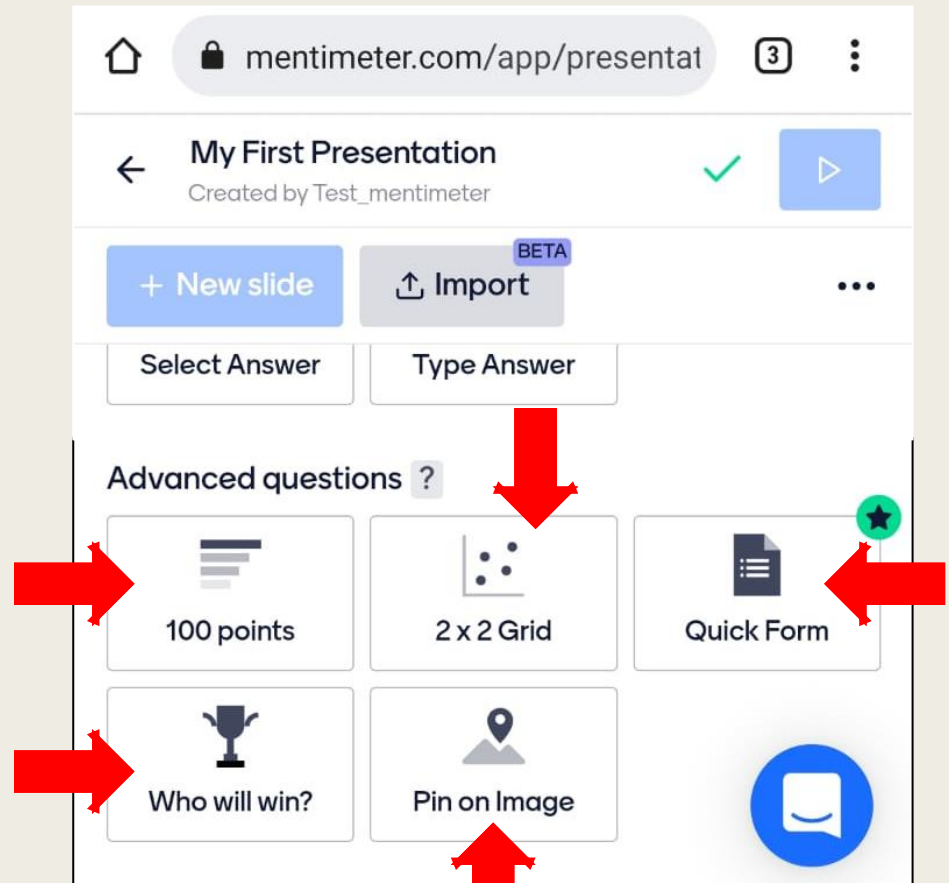 mentimeter.com/app/presentat 3
My First Presentation
Created by Test_mentimeter
+ New slide
Import
BETA
Select Answer
Type Answer
Advanced questions ?
100 points
2 x 2 Grid
Quick Form
Who will win?
Pin on Image